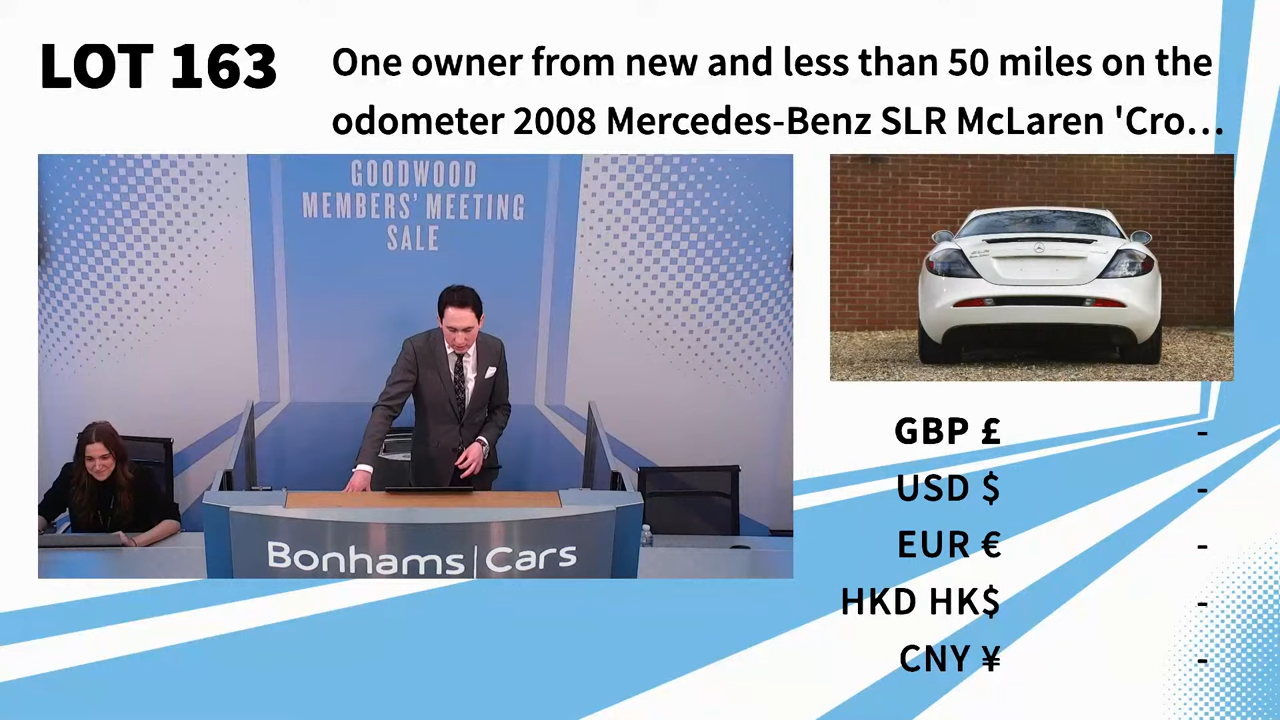 LOT 163
One owner from new and less than 50 miles on the
odometer 2008 Mercedes-Benz SLR McLaren 'Cro...
GOODWOOD
MEMBERS' MEETING
SALE
Bonhams|Cars
GBP £ -
USD $ -
EUR € -
HKD HK$ -
CNY ¥ -